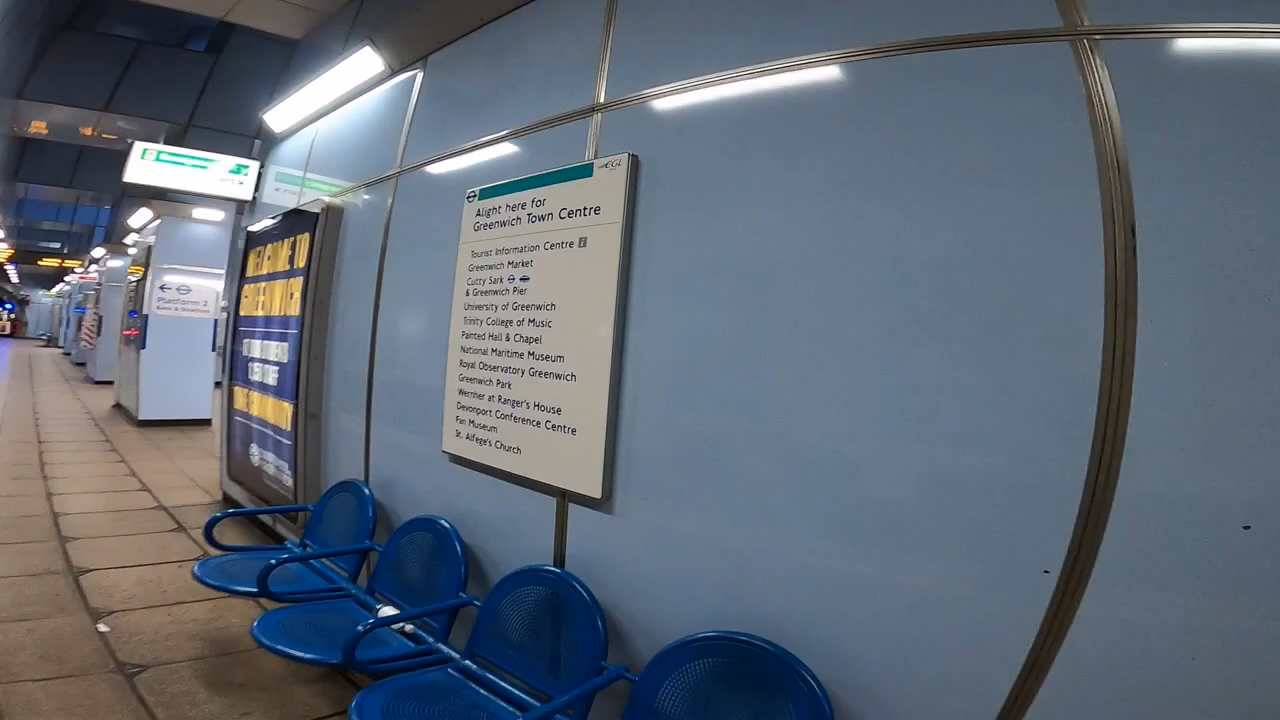 Platform 2
WELCOME TO
GREENWICH
CGL
Alight here for
Greenwich Town Centre
Tourist Information Centre i
Greenwich Market
Cutty Sark
& Greenwich Pier
University of Greenwich
Trinity College of Music
Painted Hall & Chapel
National Maritime Museum
Royal Observatory Greenwich
Greenwich Park
Wernher at Ranger's House
Devonport Conference Centre
Fan Museum
St. Alfege's Church